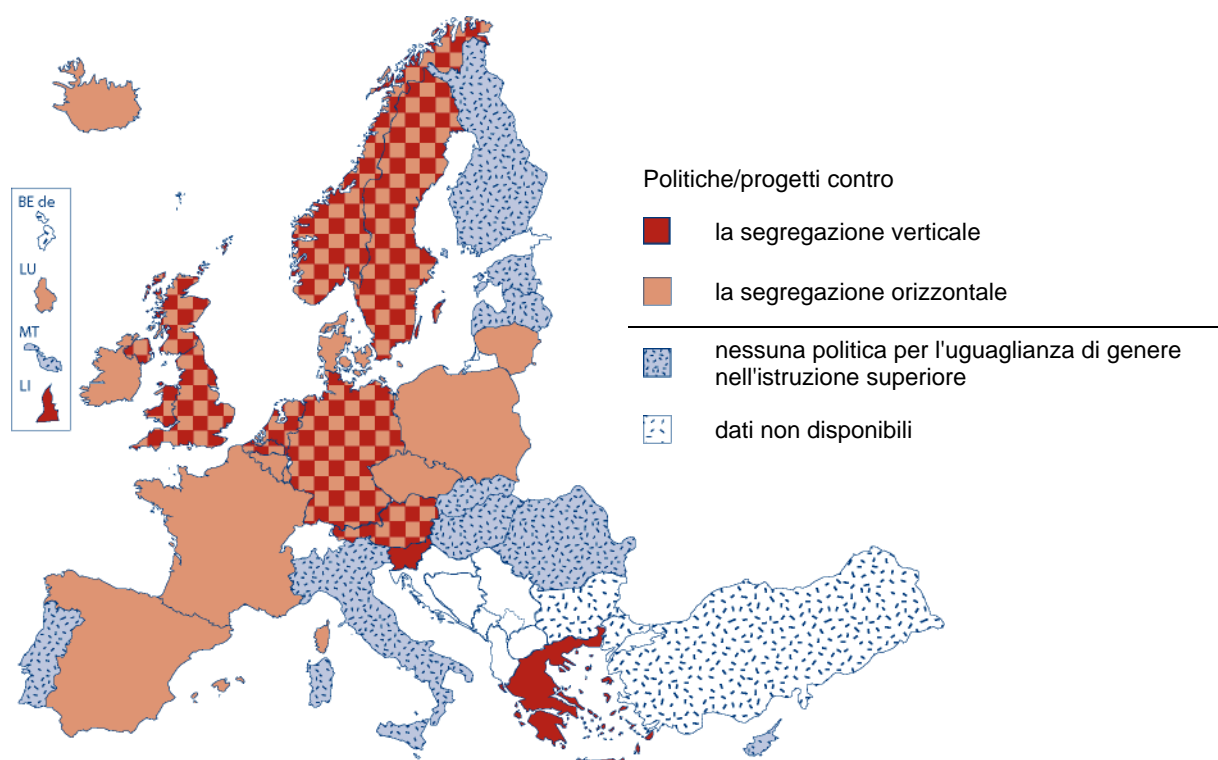 BE de
LU
MT
LI
Politiche/progetti contro
la segregazione verticale
la segregazione orizzontale
nessuna politica per l'uguaglianza di genere
nell'istruzione superiore
dati non disponibili